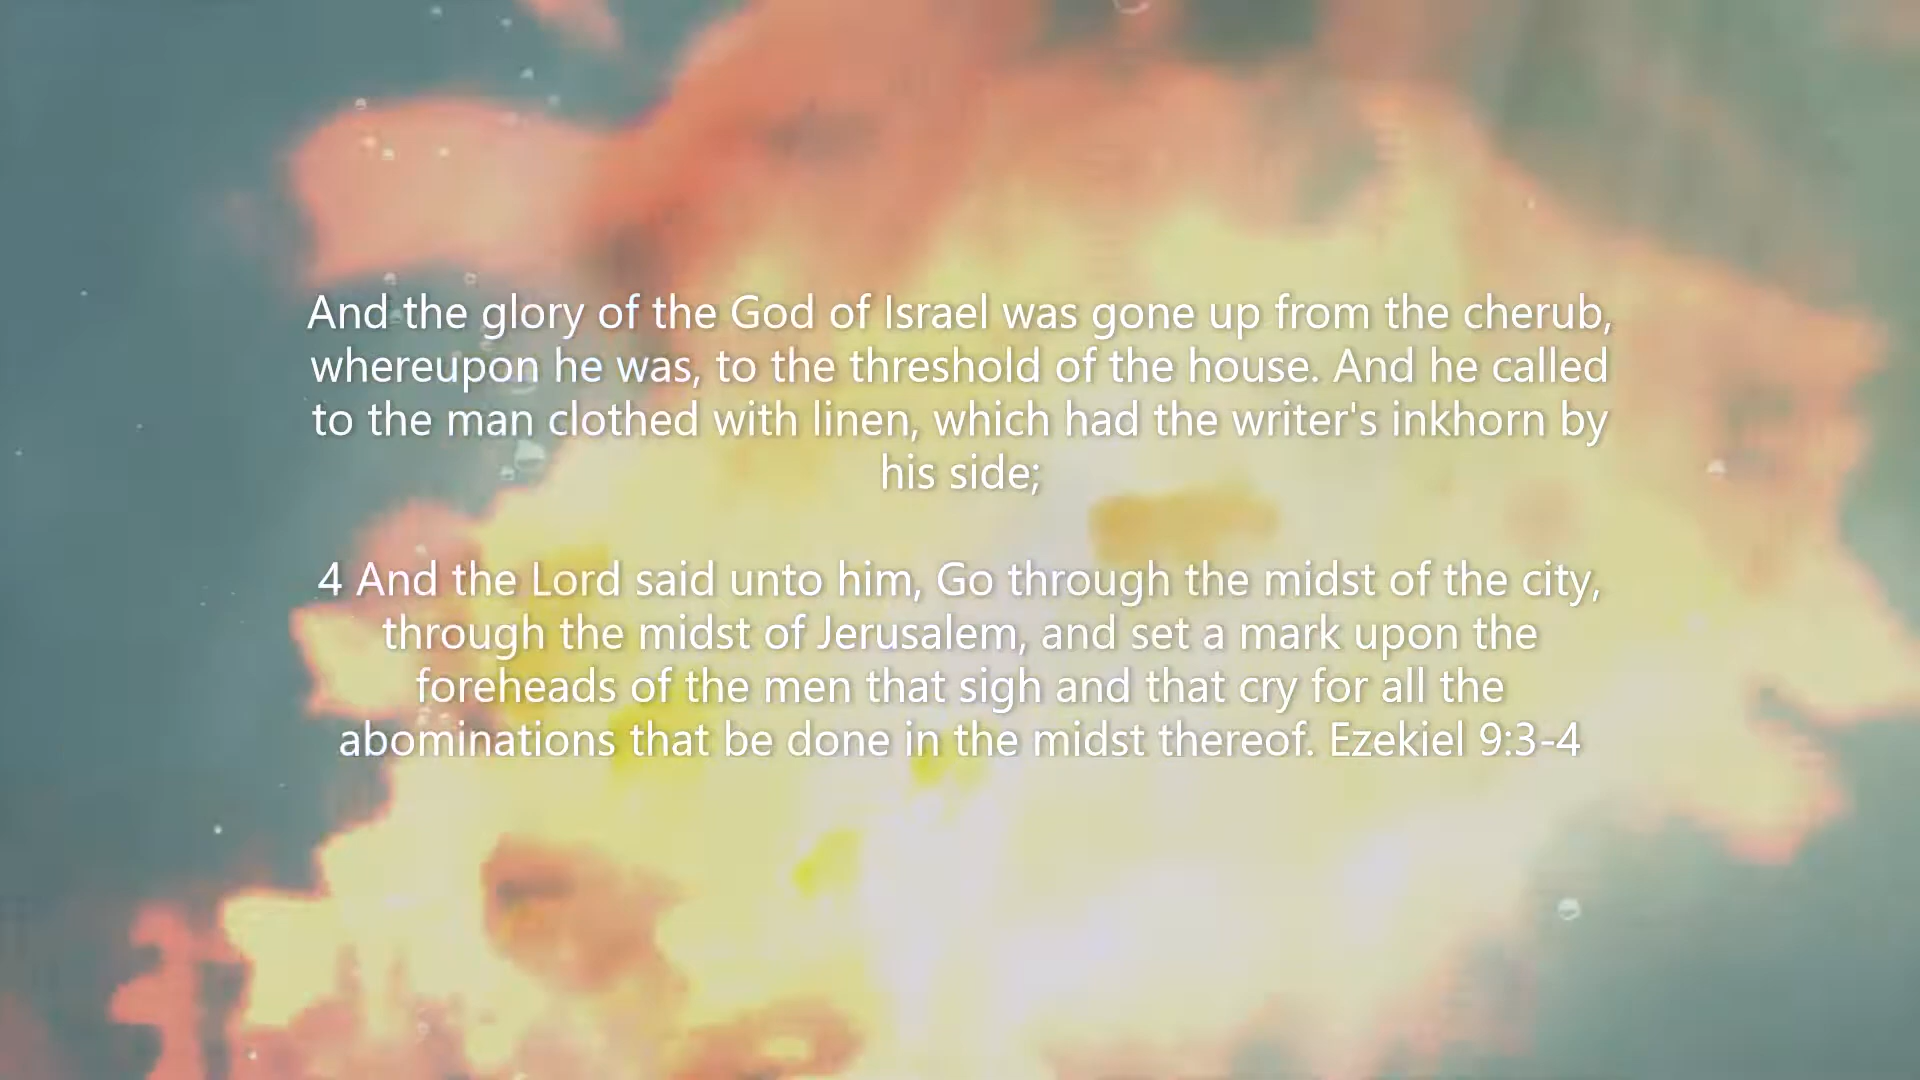 And the glory of the God of Israel was gone up from the cherub,
whereupon he was, to the threshold of the house. And he called
to the man clothed with linen, which had the writer's inkhorn by
his side;
4 And the Lord said unto him, Go through the midst of the city,
through the midst of Jerusalem, and set a mark upon the
foreheads of the men that sigh and that cry for all the
abominations that be done in the midst thereof. Ezekiel 9:3-4